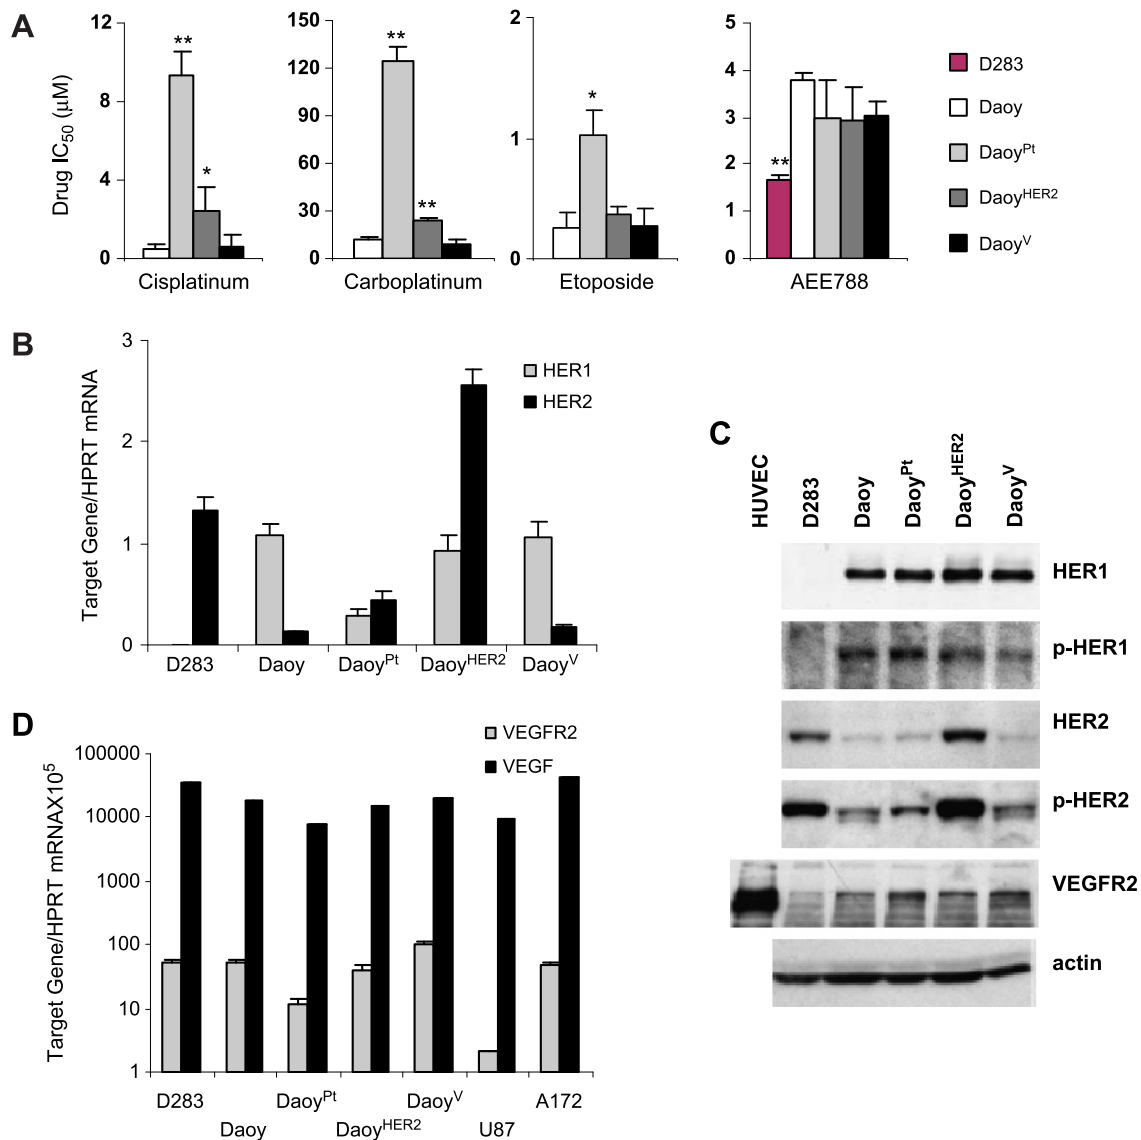 A
Drug IC50 (µM)
12
8
4
0
**
*
Cisplatinum
150
120
90
60
30
0
**
**
Carboplatinum
2
1
0
*
Etoposide
5
4
3
2
1
0
**
AEE788
D283
Daoy
DaoyPt
DaoyHER2
DaoyV
B
Target Gene/HPRT mRNA
3
2
1
0
HER1
HER2
D283
Daoy
DaoyPt
DaoyHER2
DaoyV
C
HUVEC
D283
Daoy
DaoyPt
DaoyHER2
DaoyV
HER1
p-HER1
HER2
p-HER2
VEGFR2
actin
D
Target Gene/HPRT mRNAX105
100000
10000
1000
100
10
1
VEGFR2
VEGF
D283
Daoy
DaoyPt
DaoyHER2
DaoyV
U87
A172